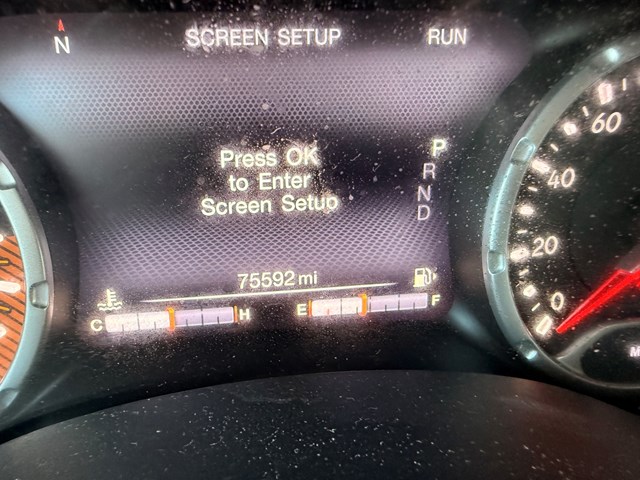 N SCREEN SETUP RUN
Press OK
to Enter
Screen Setup
P
R
N
D
75592 mi
C H E F
60
40
20
0